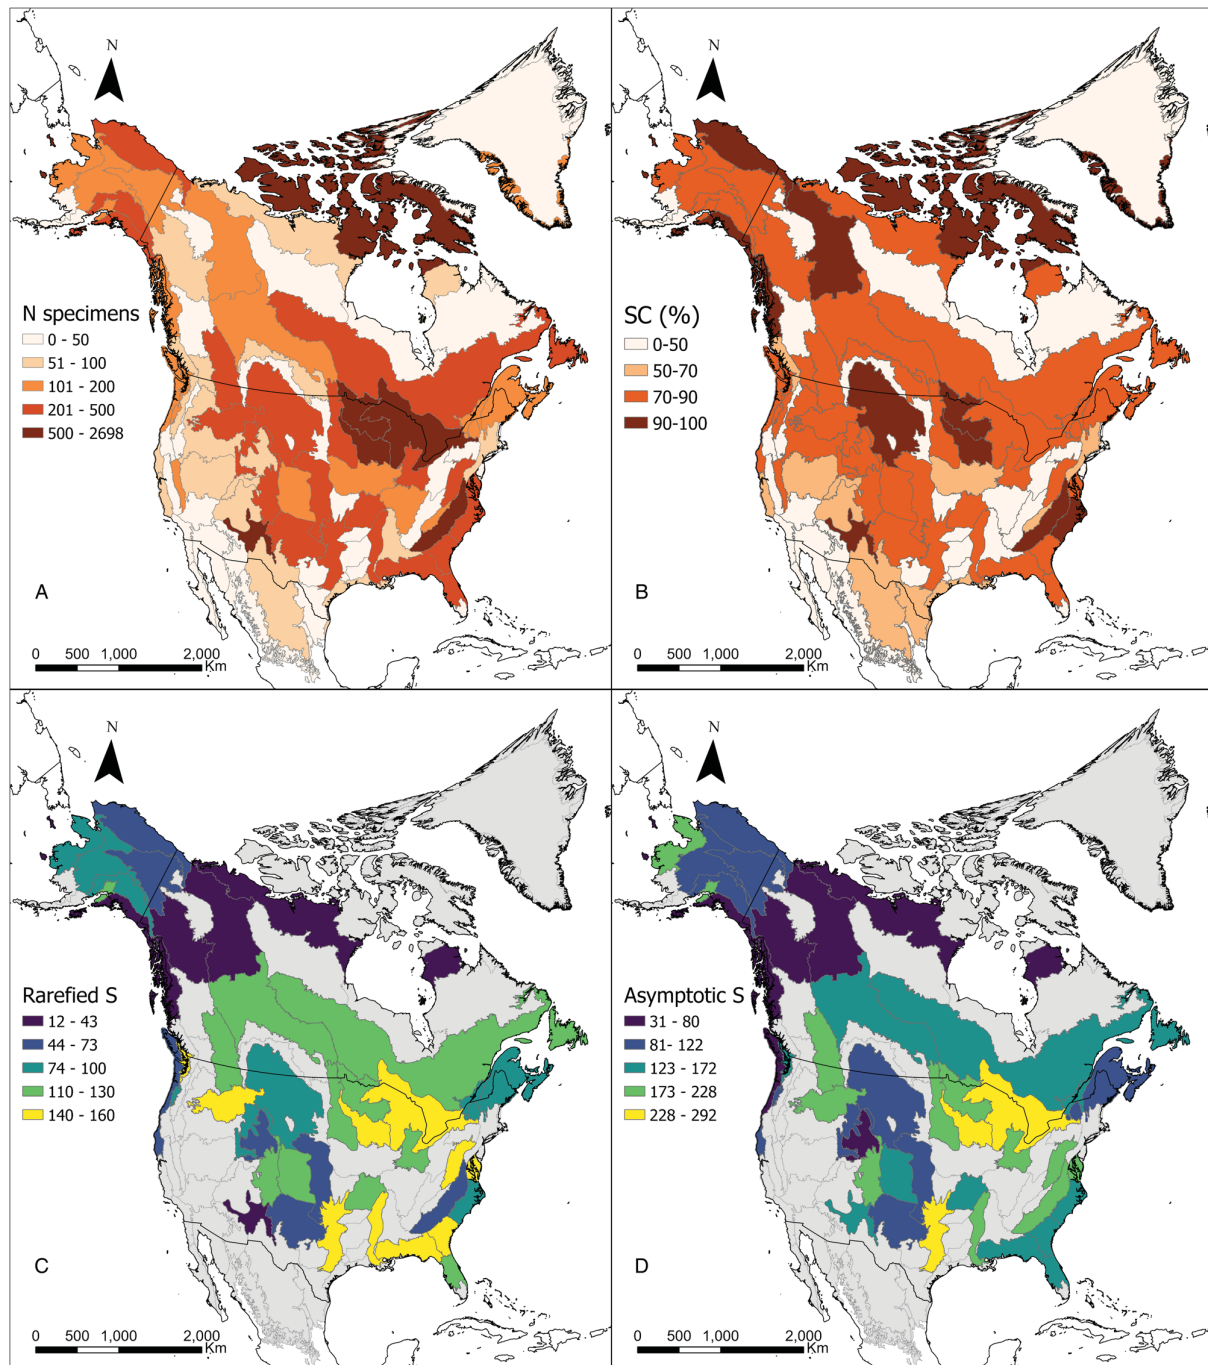 N
N specimens
0 - 50
51 - 100
101 - 200
201 - 500
500 - 2698
A
0 500 1,000 2,000
Km
N
SC (%)
0-50
50-70
70-90
90-100
B
0 500 1,000 2,000
Km
N
Rarefied S
12 - 43
44 - 73
74 - 100
110 - 130
140 - 160
C
0 500 1,000 2,000
Km
N
Asymptotic S
31 - 80
81- 122
123 - 172
173 - 228
228 - 292
D
0 500 1,000 2,000
Km